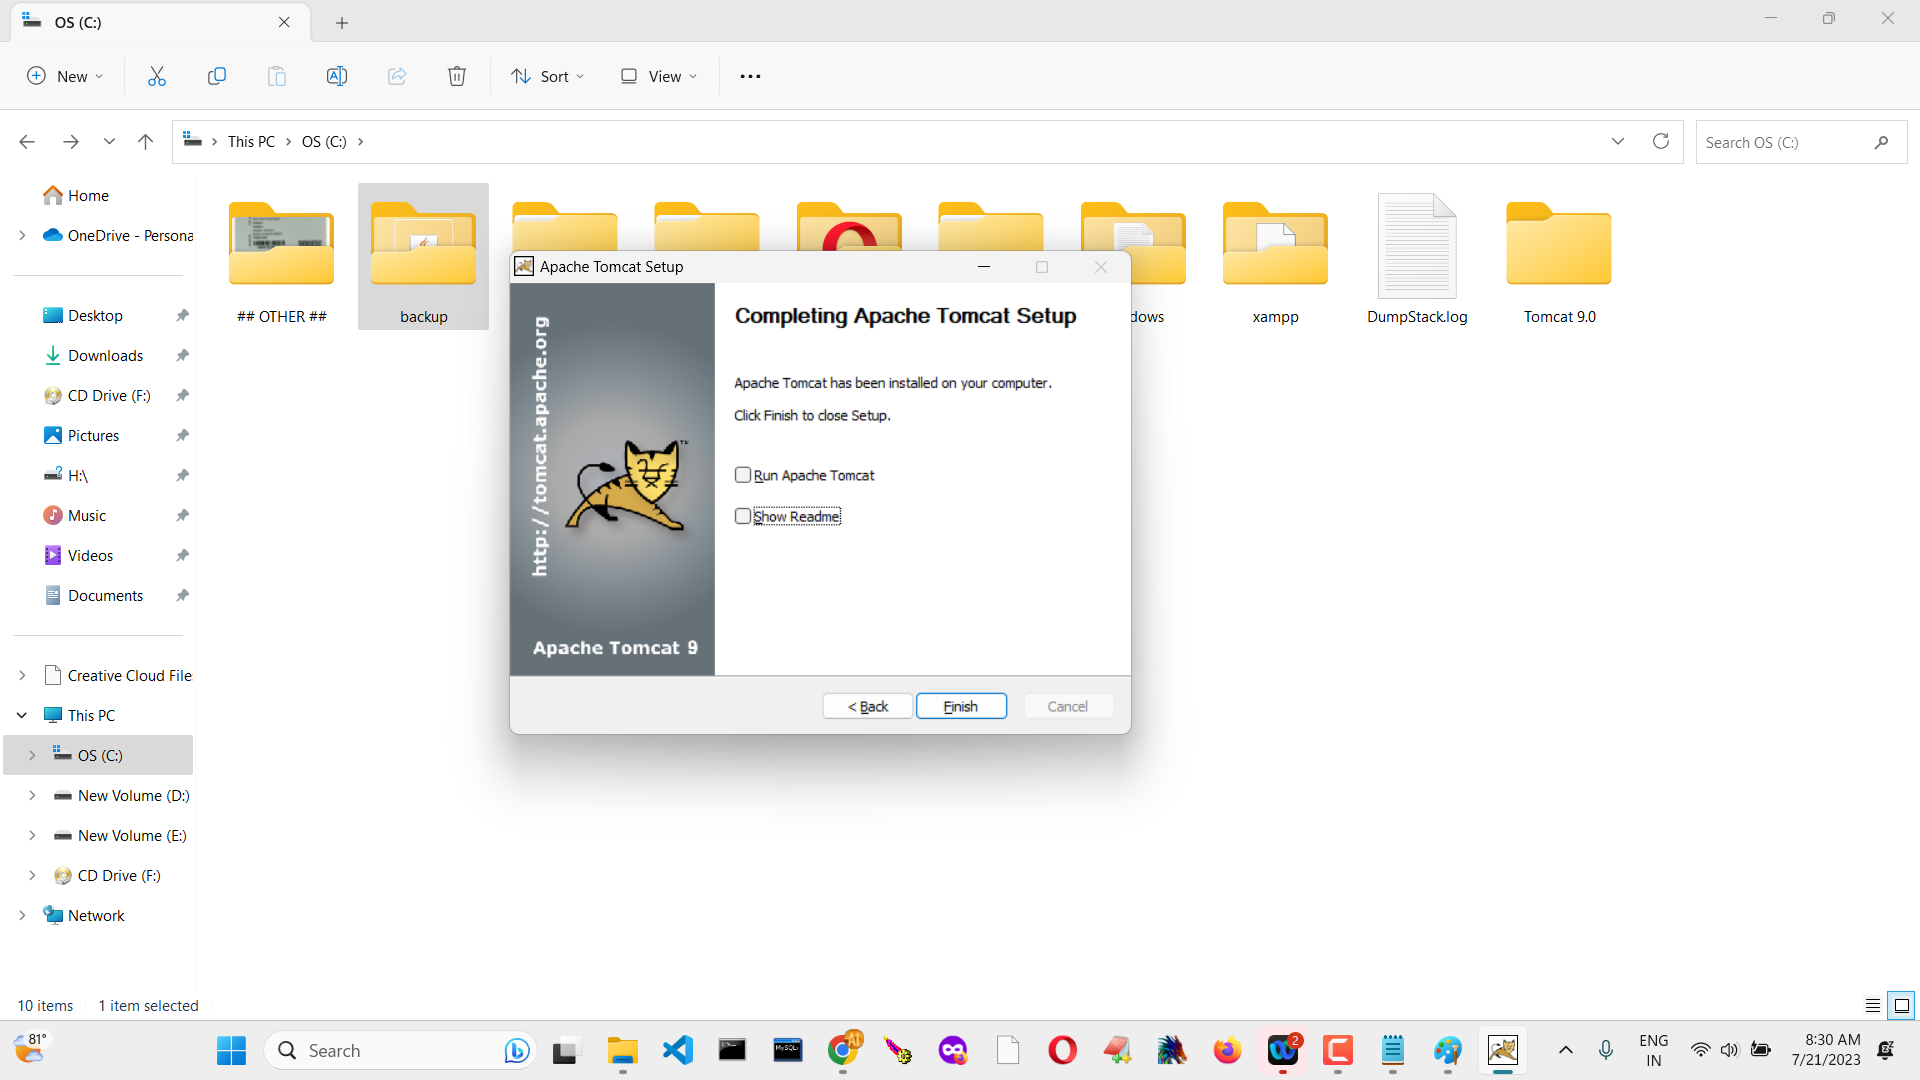 OS (C:)
New
Sort
View
This PC
OS (C:)
Search OS (C:)
Home
OneDrive - Persona
Desktop
Downloads
CD Drive (F:)
Pictures
H:\
Music
Videos
Documents
Creative Cloud File
This PC
OS (C:)
New Volume (D:)
New Volume (E:)
CD Drive (F:)
Network
## OTHER ##
backup
dows
xampp
DumpStack.log
Tomcat 9.0
Apache Tomcat Setup
http://tomcat.apache.org
TM
Apache Tomcat 9
Completing Apache Tomcat Setup
Apache Tomcat has been installed on your computer.
Click Finish to close Setup.
Run Apache Tomcat
Show Readme
< Back
Finish
Cancel
10 items
1 item selected
81°
Search
MySQL
2
ENG
IN
8:30 AM
7/21/2023